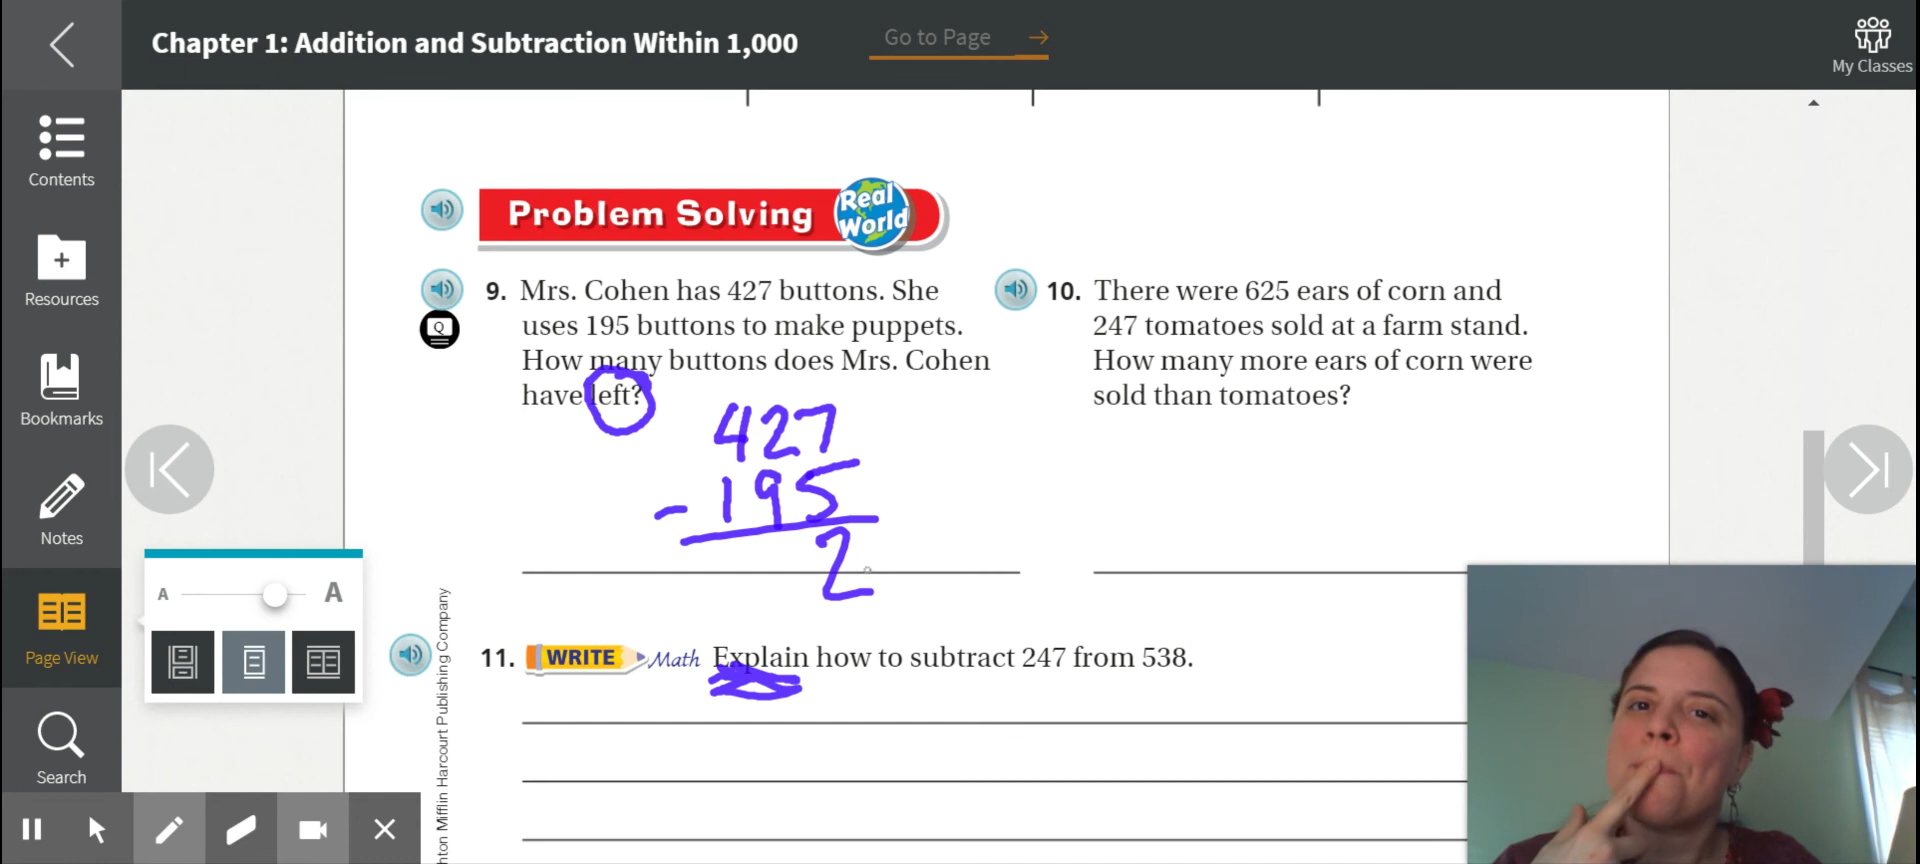 Chapter 1: Addition and Subtraction Within 1,000
Go to Page
My Classes
Contents
Resources
Bookmarks
Notes
Page View
Search
A A
Problem Solving
Real World
9. Mrs. Cohen has 427 buttons. She
uses 195 buttons to make puppets.
How many buttons does Mrs. Cohen
have left?
427
- 195
2
10. There were 625 ears of corn and
247 tomatoes sold at a farm stand.
How many more ears of corn were
sold than tomatoes?
11. WRITE Math Explain how to subtract 247 from 538.
hton Mifflin Harcourt Publishing Company
Q